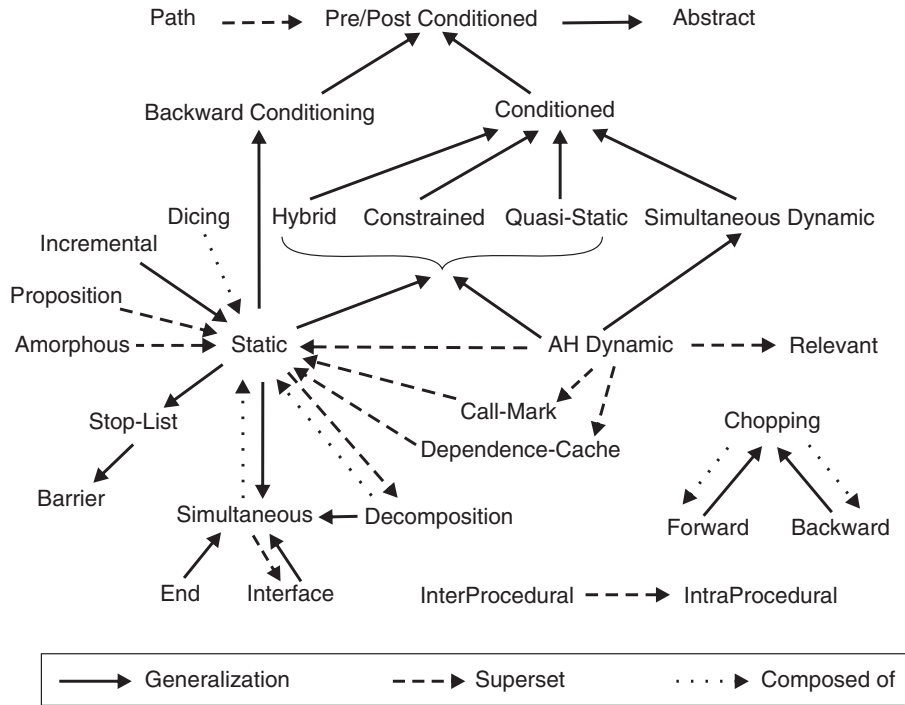 Path
Pre/Post Conditioned
Abstract
Backward Conditioning
Conditioned
Dicing
Hybrid
Constrained
Quasi-Static
Simultaneous Dynamic
Incremental
Proposition
Amorphous
Static
AH Dynamic
Relevant
Stop-List
Call-Mark
Chopping
Dependence-Cache
Barrier
Simultaneous
Decomposition
Forward
Backward
End
Interface
InterProcedural
IntraProcedural
Generalization
Superset
Composed of